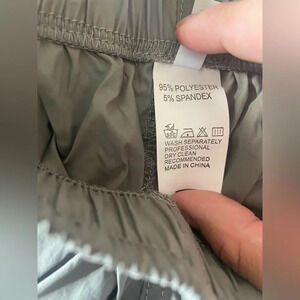 95% POLYESTER
5% SPANDEX
WASH SEPARATELY
PROFESSIONAL
DRY CLEAN
RECOMMENDED
MADE IN CHINA